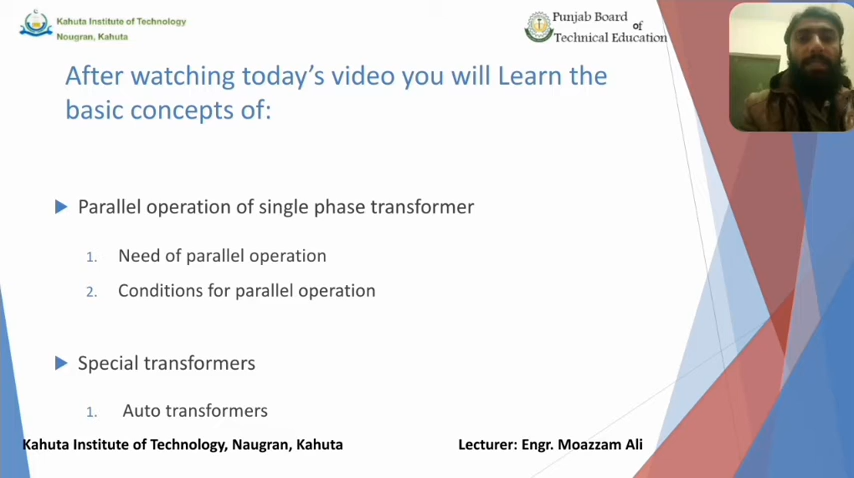 Kahuta Institute of Technology
Nougran, Kahuta
Punjab Board
of
Technical Education
After watching today's video you will Learn the
basic concepts of:
Parallel operation of single phase transformer
1. Need of parallel operation
2. Conditions for parallel operation
Special transformers
1. Auto transformers
Kahuta Institute of Technology, Naugran, Kahuta
Lecturer: Engr. Moazzam Ali